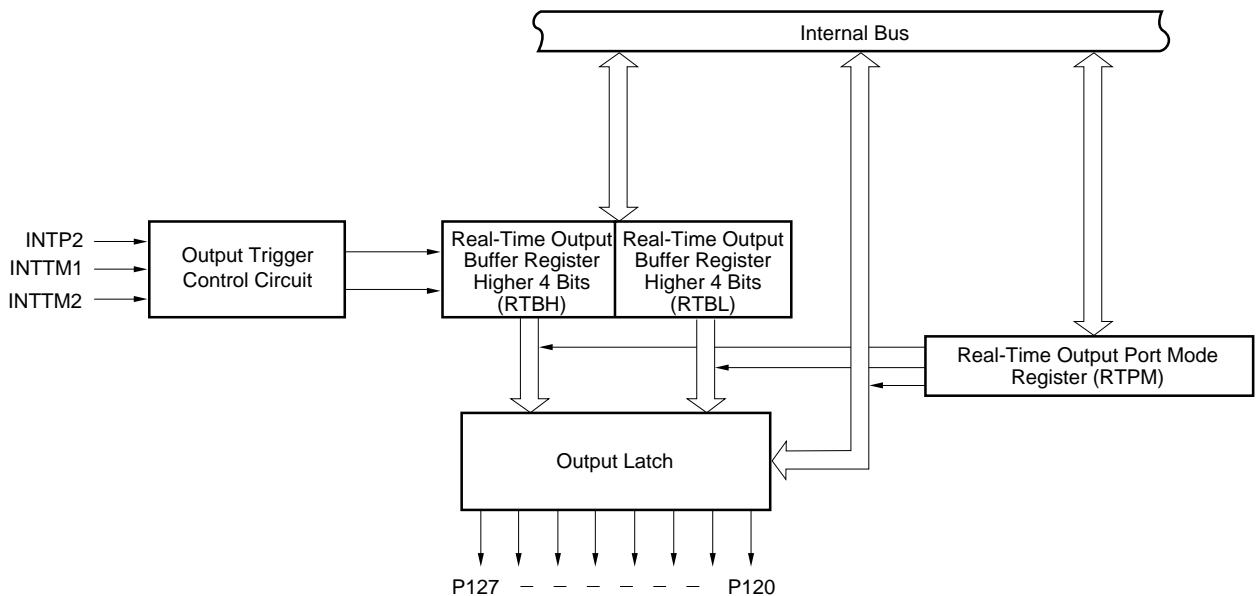 Internal Bus
INTP2
INTTM1
INTTM2
Output Trigger
Control Circuit
Real-Time Output
Buffer Register
Higher 4 Bits
(RTBH)
Real-Time Output
Buffer Register
Higher 4 Bits
(RTBL)
Real-Time Output Port Mode
Register (RTPM)
Output Latch
P127 – – – – – – P120